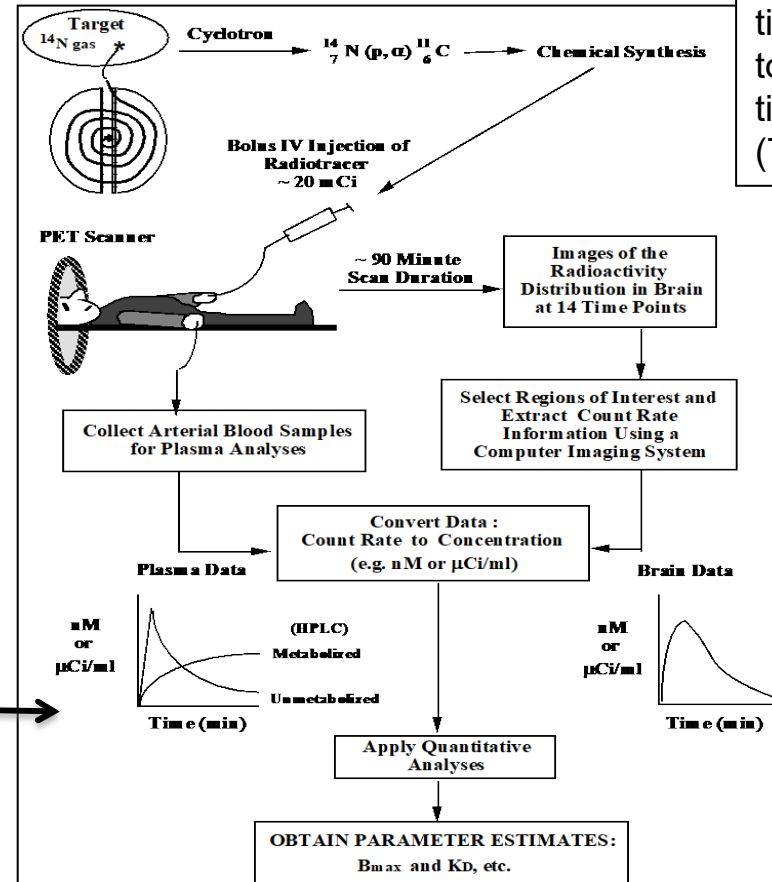 Target
14N gas *
Cyclotron
14 7 N (p, α) 11 6 C
Chemical Synthesis
ti
to
ti
(T
Bolus IV Injection of
Radiotracer
~ 20 mCi
PET Scanner
~ 90 Minute
Scan Duration
Images of the
Radioactivity
Distribution in Brain
at 14 Time Points
Collect Arterial Blood Samples
for Plasma Analyses
Select Regions of Interest and
Extract Count Rate
Information Using a
Computer Imaging System
Convert Data :
Count Rate to Concentration
(e.g. nM or μCi/ml)
Plasma Data
nM
or
μCi/ml
(HPLC)
Metabolized
Unmetabolized
Time (min)
Brain Data
nM
or
μCi/ml
Time (min)
Apply Quantitative
Analyses
OBTAIN PARAMETER ESTIMATES:
Bmax and KD, etc.